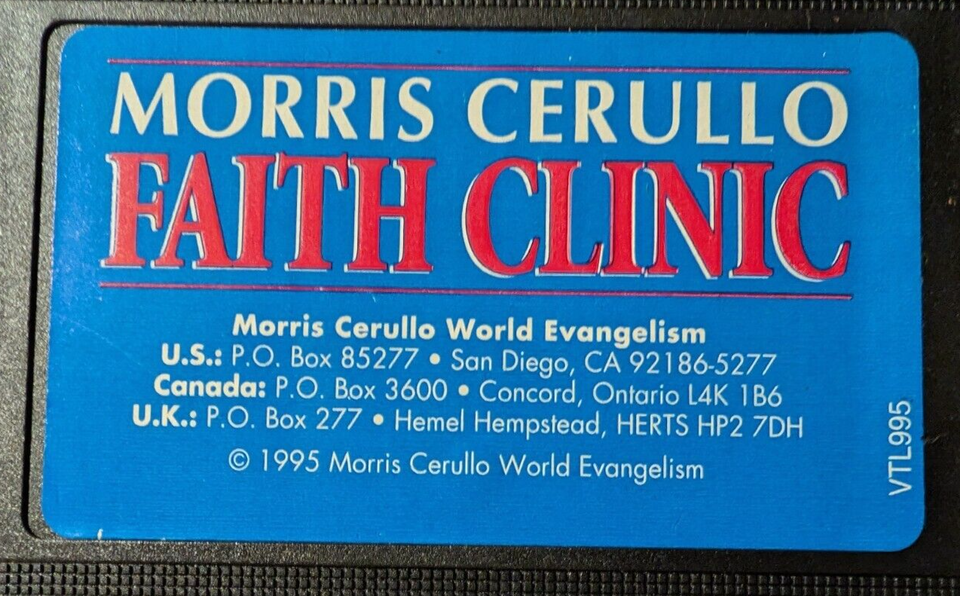 MORRIS CERULLO
FAITH CLINIC
Morris Cerullo World Evangelism
U.S.: P.O. Box 85277 • San Diego, CA 92186-5277
Canada: P.O. Box 3600 • Concord, Ontario L4K 1B6
U.K.: P.O. Box 277 • Hemel Hempstead, HERTS HP2 7DH
© 1995 Morris Cerullo World Evangelism
VTL995